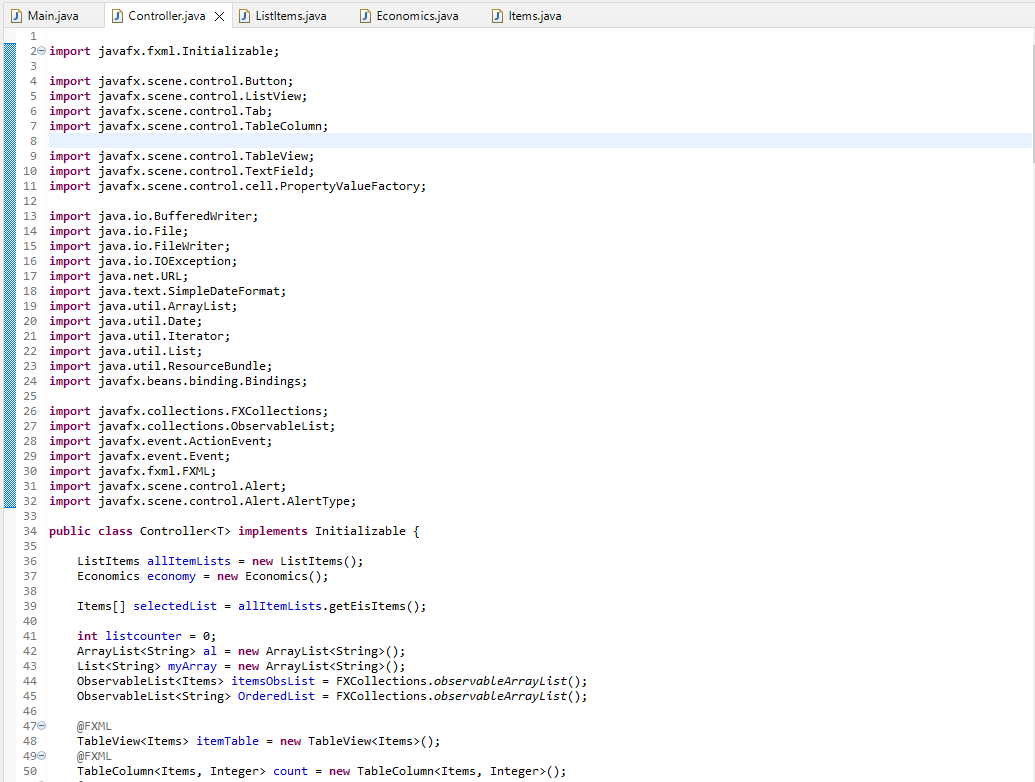 Main.java Controller.java ListItems.java Economics.java Items.java
1
2 import javafx.fxml.Initializable;
3
4 import javafx.scene.control.Button;
5 import javafx.scene.control.ListView;
6 import javafx.scene.control.Tab;
7 import javafx.scene.control.TableColumn;
8
9 import javafx.scene.control.TableView;
10 import javafx.scene.control.TextField;
11 import javafx.scene.control.cell.PropertyValueFactory;
12
13 import java.io.BufferedWriter;
14 import java.io.File;
15 import java.io.FileWriter;
16 import java.io.IOException;
17 import java.net.URL;
18 import java.text.SimpleDateFormat;
19 import java.util.ArrayList;
20 import java.util.Date;
21 import java.util.Iterator;
22 import java.util.List;
23 import java.util.ResourceBundle;
24 import javafx.beans.binding.Bindings;
25
26 import javafx.collections.FXCollections;
27 import javafx.collections.ObservableList;
28 import javafx.event.ActionEvent;
29 import javafx.event.Event;
30 import javafx.fxml.FXML;
31 import javafx.scene.control.Alert;
32 import javafx.scene.control.Alert.AlertType;
33
34 public class Controller<T> implements Initializable {
35
36 ListItems allItemLists = new ListItems();
37 Economics economy = new Economics();
38
39 Items[] selectedList = allItemLists.getEisItems();
40
41 int listcounter = 0;
42 ArrayList<String> al = new ArrayList<String>();
43 List<String> myArray = new ArrayList<String>();
44 ObservableList<Items> itemsObsList = FXCollections.observableArrayList();
45 ObservableList<String> OrderedList = FXCollections.observableArrayList();
46
47 @FXML
48 TableView<Items> itemTable = new TableView<Items>();
49 @FXML
50 TableColumn<Items, Integer> count = new TableColumn<Items, Integer>();